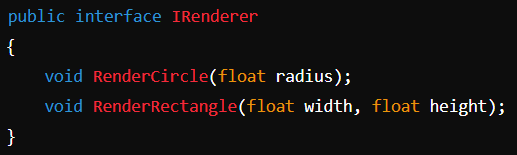 public interface IRenderer
{
    void RenderCircle(float radius);
    void RenderRectangle(float width, float height);
}